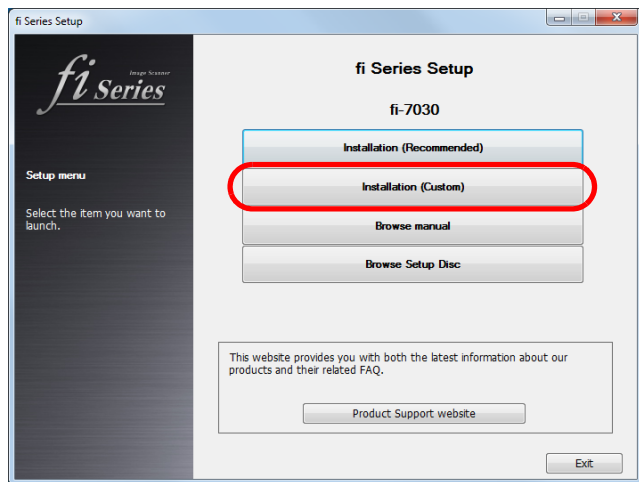 fi Series Setup
fi Series
Image Scanner
Setup menu
Select the item you want to
launch.
fi Series Setup
fi-7030
Installation (Recommended)
Installation (Custom)
Browse manual
Browse Setup Disc
This website provides you with both the latest information about our
products and their related FAQ.
Product Support website
Exit